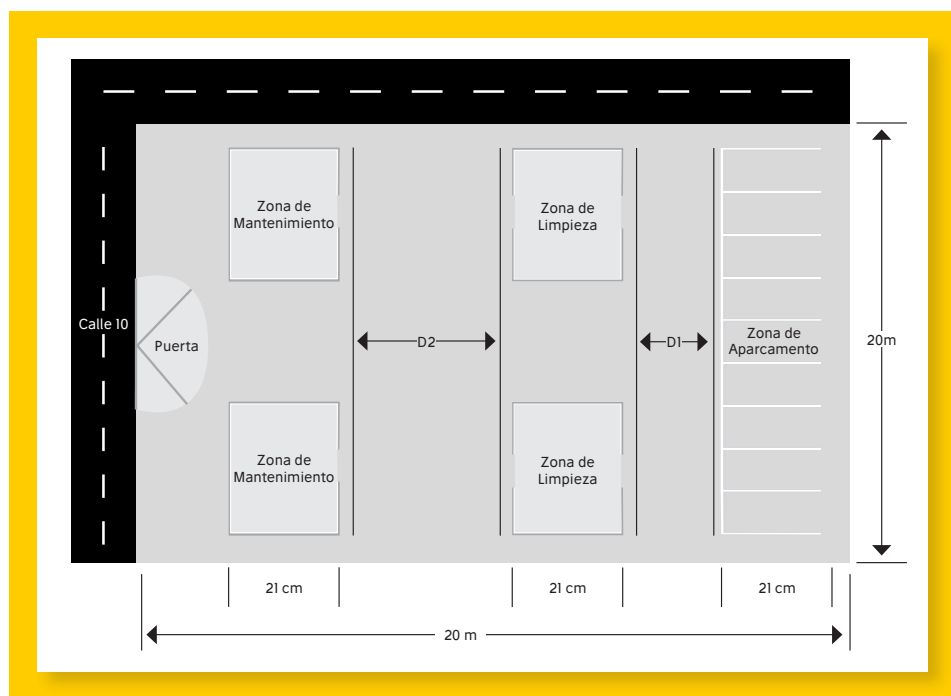 Zona de
Mantenimiento
Zona de
Limpieza
Calle 10
Puerta
D2
D1
Zona de
Aparcamento
20m
Zona de
Mantenimiento
Zona de
Limpieza
21 cm
21 cm
21 cm
20 m